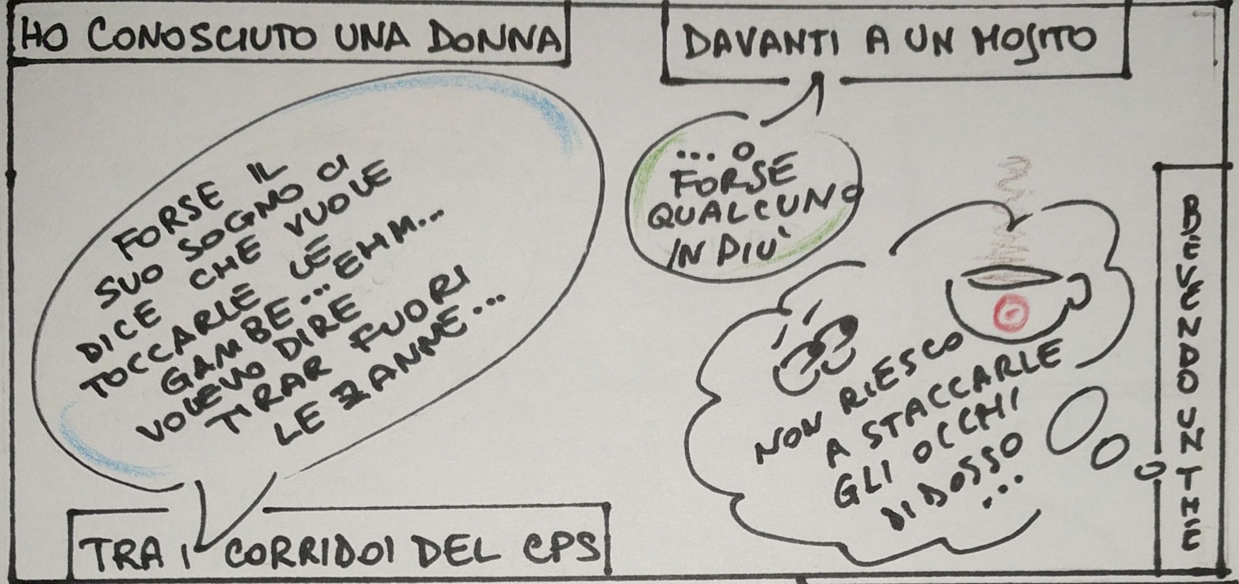 HO CONOSCIUTO UNA DONNA
DAVANTI A UN MOJITO
FORSE IL
SUO SOGNO CI
DICE CHE VUOLE
TOCCARLE LE
GAMBE... EHM...
VOLEVO DIRE
TIRAR FUORI
LE ZANNE...
... O
FORSE
QUALCUNO
IN PIU'
NON RIESCO
A STACCARLE
GLI OCCHI
DI DOSSO
...
BEVENDO UN THE
TRA I CORRIDOI DEL CPS